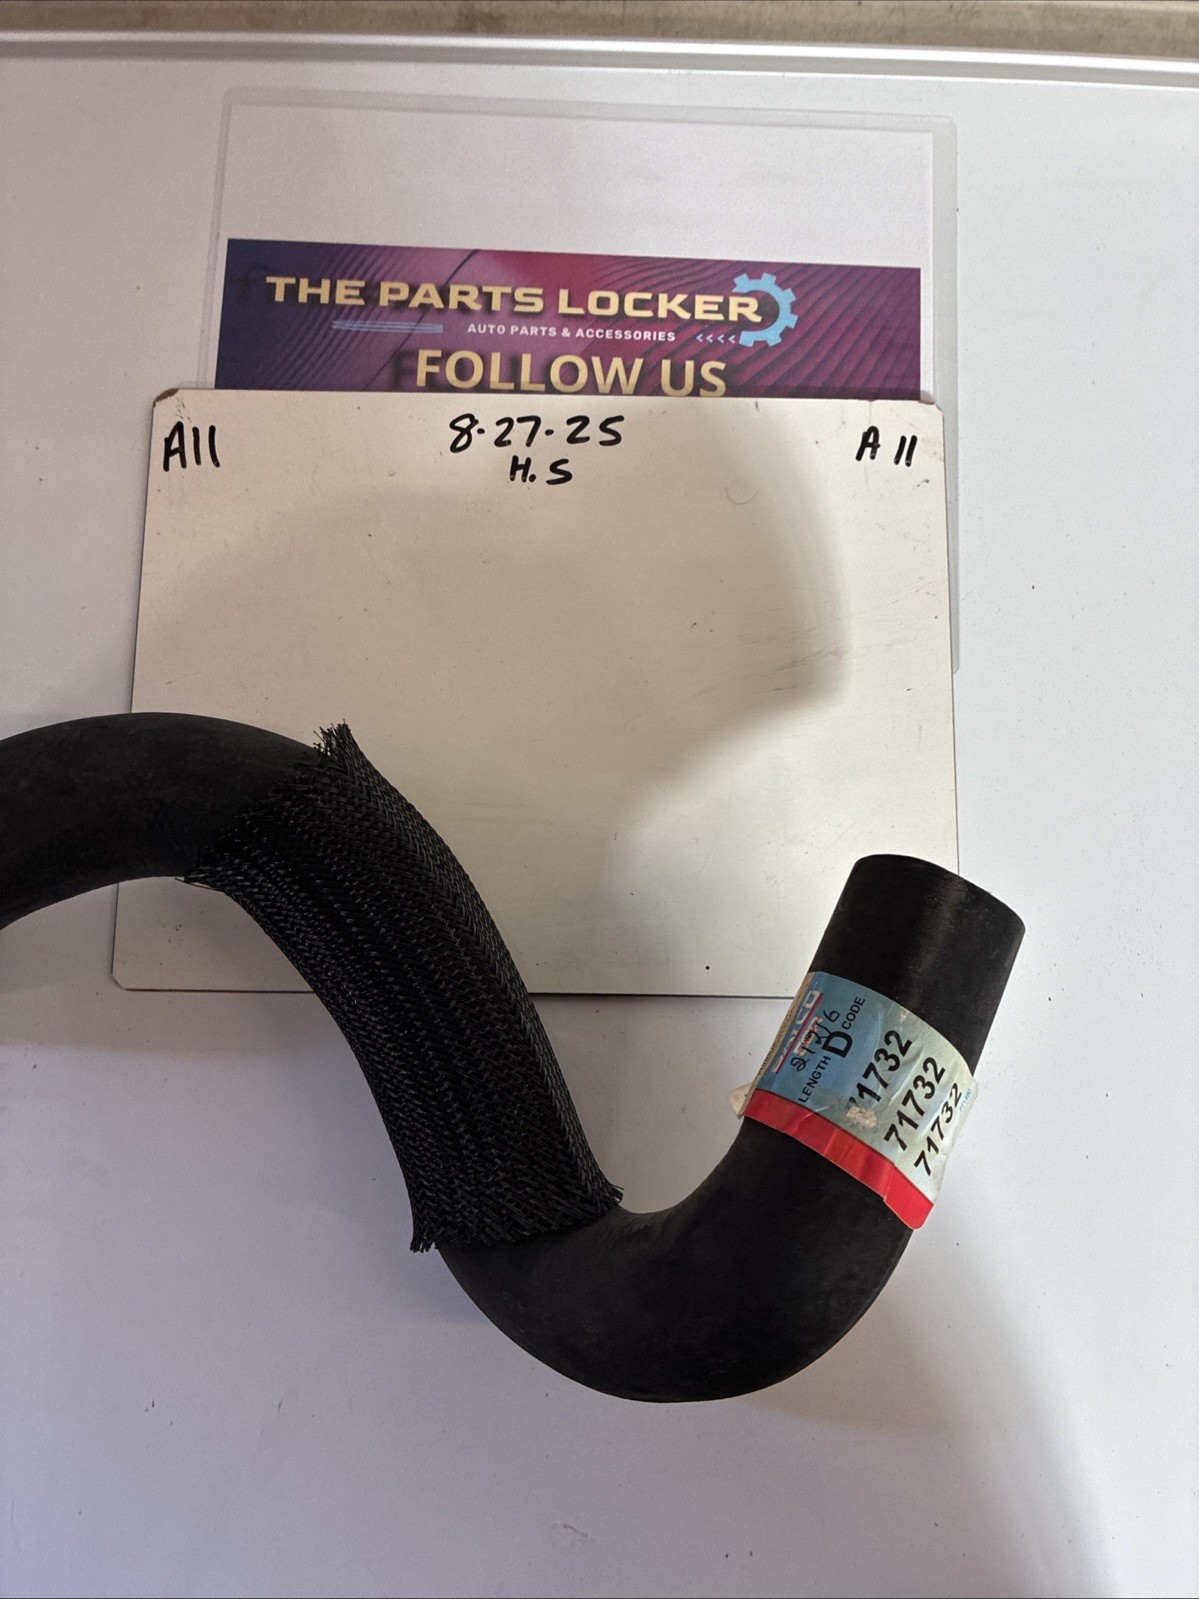 THE PARTS LOCKER
AUTO PARTS & ACCESSORIES <<<<
FOLLOW US
A11 8-27-25 A 11
H.S
LENGTH D CODE
71732
71732
71732